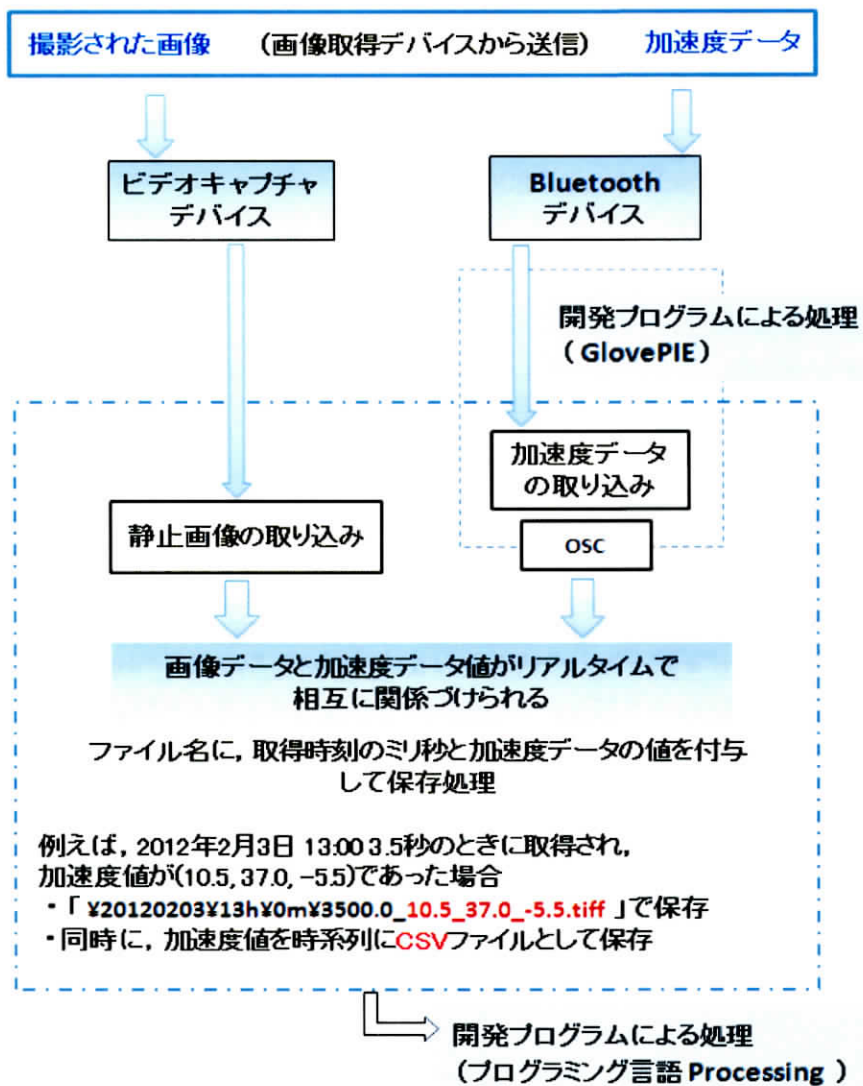 撮影された画像 (画像取得デバイスから送信) 加速度データ
ビデオキャプチャ
デバイス
Bluetooth
デバイス
開発プログラムによる処理
( GlovePIE)
加速度データ
の取り込み
静止画像の取り込み
OSC
画像データと加速度データ値がリアルタイムで
相互に関係づけられる
ファイル名に, 取得時刻のミリ秒と加速度データの値を付与
して保存処理
例えば, 2012年2月3日 13:00 3.5秒のときに取得され,
加速度値が(10.5, 37.0, -5.5)であった場合
・「 ¥20120203¥13h¥0m¥3500.0_10.5_37.0_-5.5.tiff 」で保存
・同時に, 加速度値を時系列にCSVファイルとして保存
開発プログラムによる処理
(プログラミング言語 Processing )